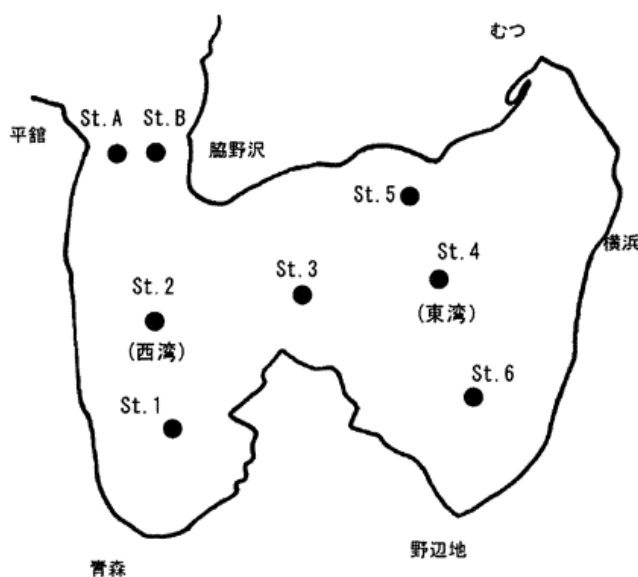 むつ
St.A St.B
平舘 脇野沢
St.5
横浜
St.3 St.4
St.2 (東湾)
(西湾)
St.6
St.1
野辺地
青森